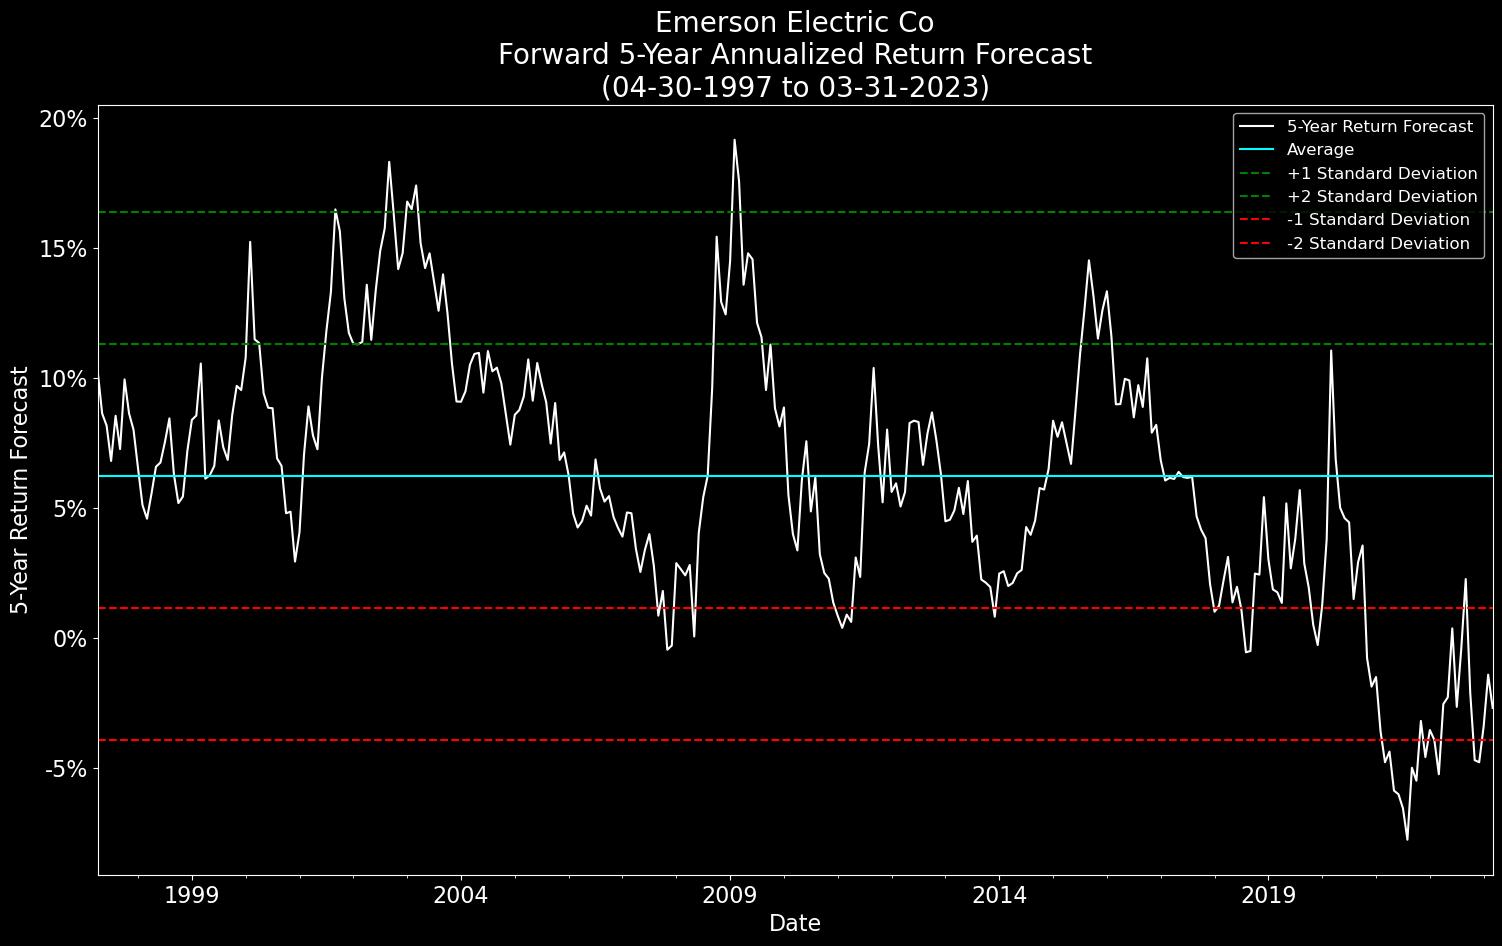 Emerson Electric Co
Forward 5-Year Annualized Return Forecast
(04-30-1997 to 03-31-2023)
5-Year Return Forecast
Average
+1 Standard Deviation
+2 Standard Deviation
-1 Standard Deviation
-2 Standard Deviation
20%
15%
10%
5%
0%
-5%
5-Year Return Forecast
1999
2004
2009
2014
2019
Date